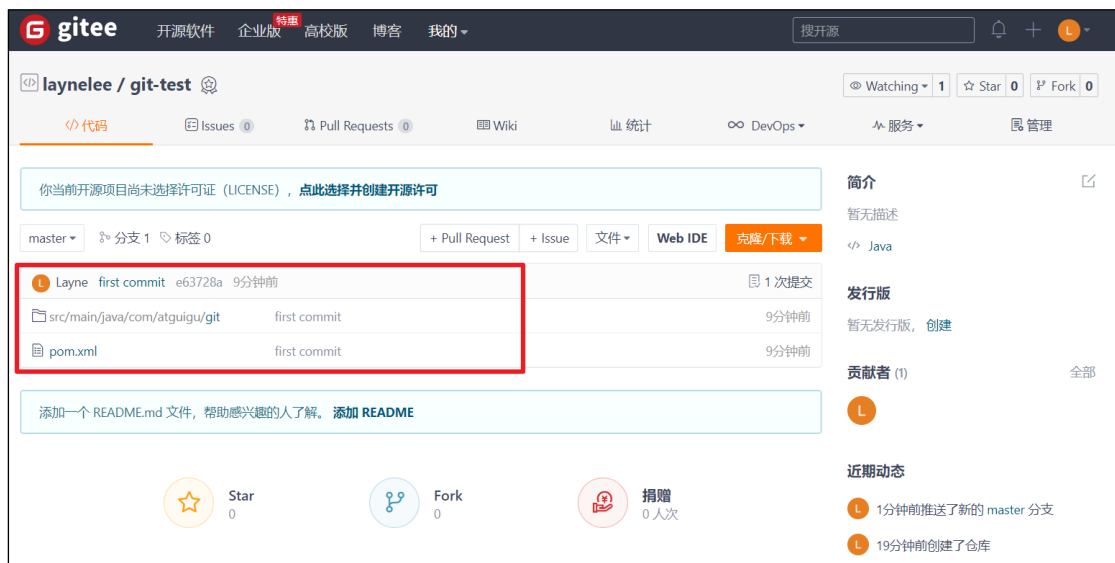 gitee 开源软件 企业版 特惠 高校版 博客 我的 搜开源 L
laynelee / git-test Watching 1 Star 0 Fork 0
代码 Issues 0 Pull Requests 0 Wiki 统计 DevOps 服务 管理
你当前开源项目尚未选择许可证（LICENSE），点此选择并创建开源许可
master 分支 1 标签 0 + Pull Request + Issue 文件 Web IDE 克隆/下载
L Layne first commit e63728a 9分钟前 1 次提交
src/main/java/com/atguigu/git first commit 9分钟前
pom.xml first commit 9分钟前
添加一个 README.md 文件，帮助感兴趣的人了解。 添加 README
Star
0
Fork
0
捐赠
0 人次
简介
暂无描述
Java
发行版
暂无发行版， 创建
贡献者 (1) 全部
L
近期动态
L 1分钟前推送了新的 master 分支
L 19分钟前创建了仓库